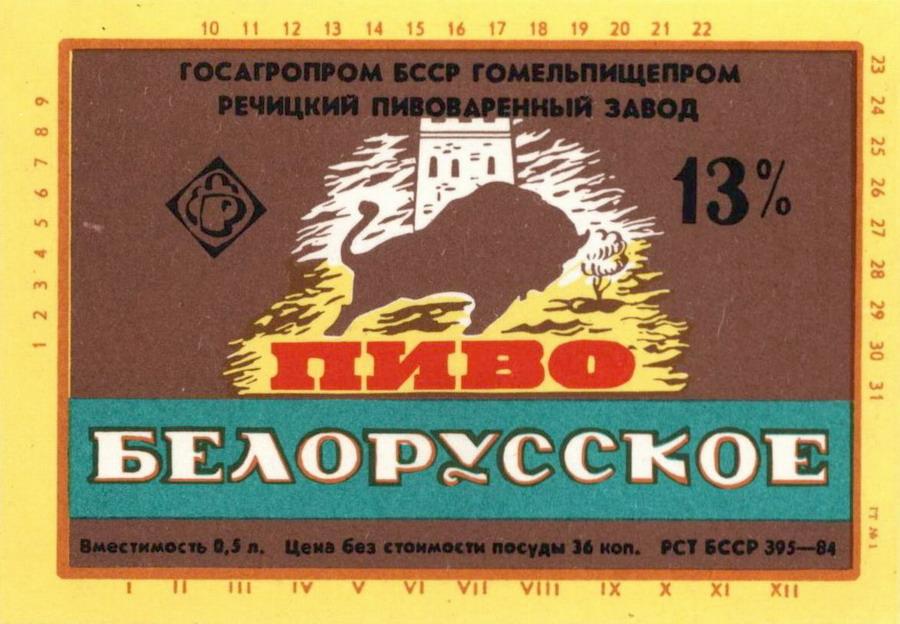 10 11 12 13 14 15 16 17 18 19 20 21 22
ГОСАГРОПРОМ БССР ГОМЕЛЬПИЩЕПРОМ
РЕЧИЦКИЙ ПИВОВАРЕННЫЙ ЗАВОД
1 2 3 4 5 6 7 8 9
13%
23 24 25 26 27 28 29 30 31
ПИВО
БЕЛОРУССКОЕ
Вместимость 0,5 л. Цена без стоимости посуды 36 коп. РСТ БССР 395—84
ГТ № 1
I II III IV V VI VII VIII IX X XI XII